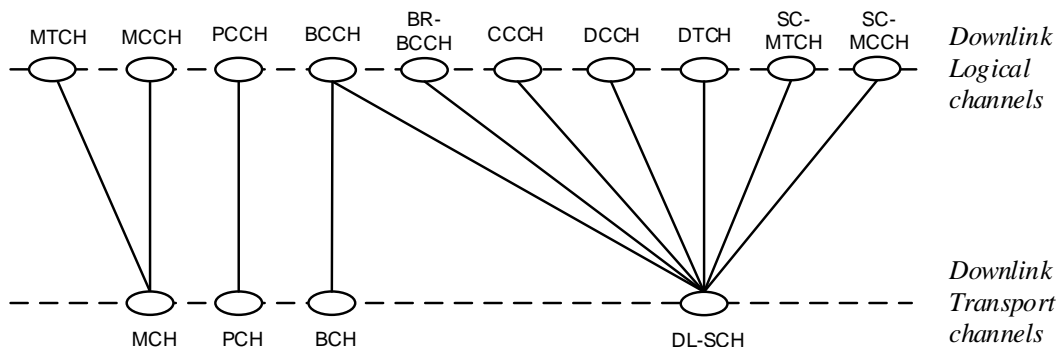 MTCH
MCCH
PCCH
BCCH
BR-
BCCH
CCCH
DCCH
DTCH
SC-
MTCH
SC-
MCCH
Downlink
Logical
channels
MCH
PCH
BCH
DL-SCH
Downlink
Transport
channels